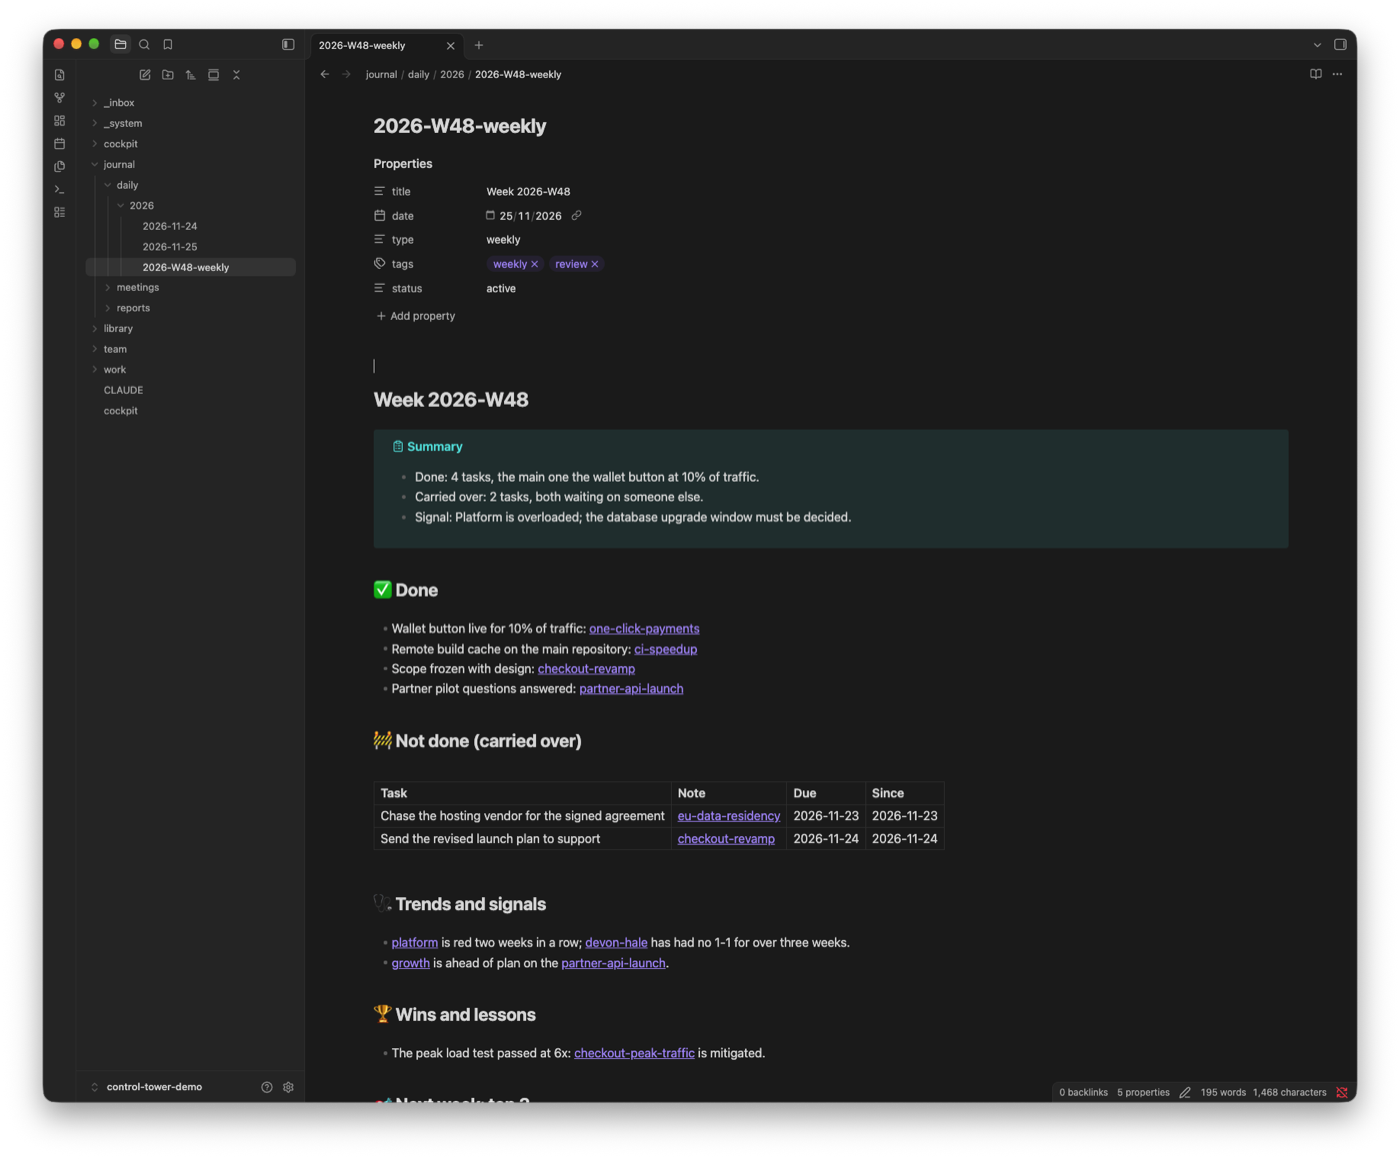 2026-W48-weekly
journal / daily / 2026 / 2026-W48-weekly
_inbox
_system
cockpit
journal
daily
2026
2026-11-24
2026-11-25
2026-W48-weekly
meetings
reports
library
team
work
CLAUDE
cockpit
control-tower-demo
2026-W48-weekly
Properties
title Week 2026-W48
date 25/11/2026
type weekly
tags weekly × review ×
status active
+ Add property
Week 2026-W48
Summary
• Done: 4 tasks, the main one the wallet button at 10% of traffic.
• Carried over: 2 tasks, both waiting on someone else.
• Signal: Platform is overloaded; the database upgrade window must be decided.
✅ Done
• Wallet button live for 10% of traffic: one-click-payments
• Remote build cache on the main repository: ci-speedup
• Scope frozen with design: checkout-revamp
• Partner pilot questions answered: partner-api-launch
🚧 Not done (carried over)
Task Note Due Since
Chase the hosting vendor for the signed agreement eu-data-residency 2026-11-23 2026-11-23
Send the revised launch plan to support checkout-revamp 2026-11-24 2026-11-24
🩺 Trends and signals
• platform is red two weeks in a row; devon-hale has had no 1-1 for over three weeks.
• growth is ahead of plan on the partner-api-launch.
🏆 Wins and lessons
• The peak load test passed at 6x: checkout-peak-traffic is mitigated.
Next week: top 3
0 backlinks 5 properties 195 words 1,468 characters